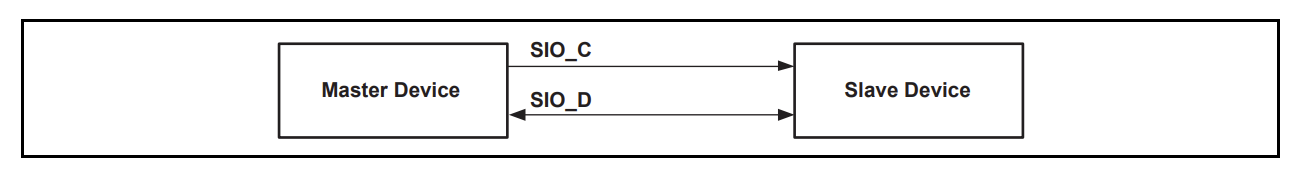 SIO_C
Master Device
Slave Device
SIO_D